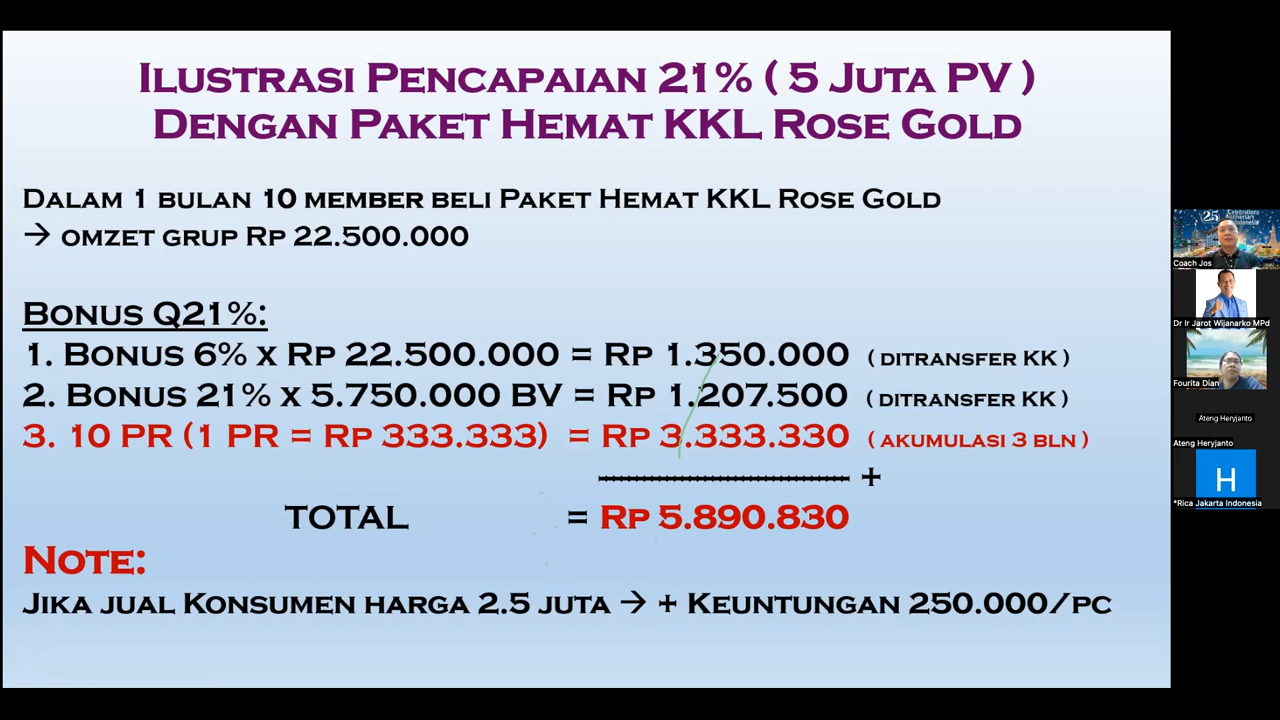 ILUSTRASI PENCAPAIAN 21% ( 5 JUTA PV )
DENGAN PAKET HEMAT KKL ROSE GOLD
DALAM 1 BULAN 10 MEMBER BELI PAKET HEMAT KKL ROSE GOLD
→ OMZET GRUP RP 22.500.000
BONUS Q21%:
1. BONUS 6% X RP 22.500.000 = RP 1.350.000 ( DITRANSFER KK )
2. BONUS 21% X 5.750.000 BV = RP 1.207.500 ( DITRANSFER KK )
3. 10 PR (1 PR = RP 333.333) = RP 3.333.330 ( AKUMULASI 3 BLN )
+
TOTAL = RP 5.890.830
NOTE:
JIKA JUAL KONSUMEN HARGA 2.5 JUTA → + KEUNTUNGAN 250.000/PC
25 Celebrations
Anniversary
Indonesia
Coach Jos
Dr Ir Jarot Wijanarko MPd
Fourita Dian
Ateng Heryjanto
Ateng Heryjanto
H
*Rica Jakarta Indonesia